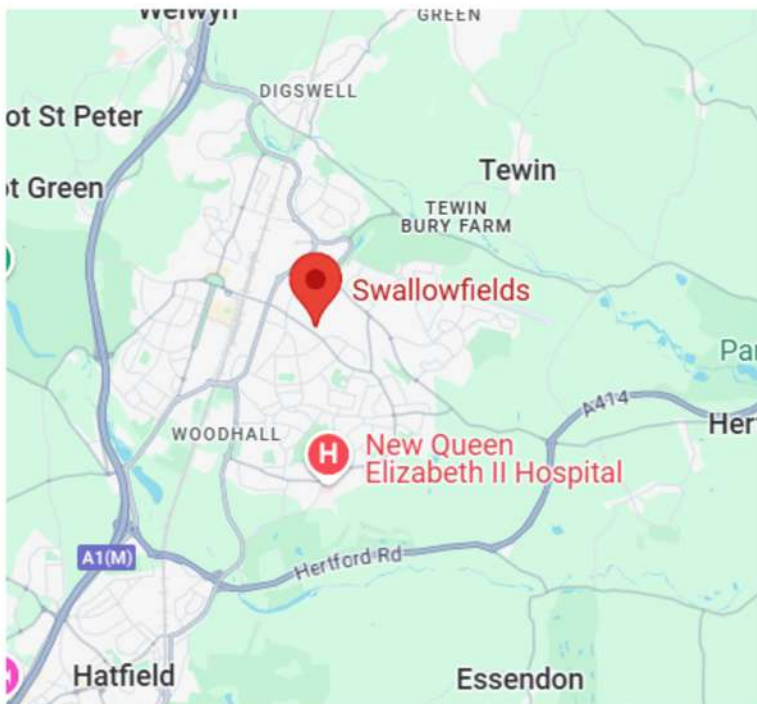 Welwyn
GREEN
DIGSWELL
ot St Peter
Tewin
ot Green
TEWIN
BURY FARM
Swallowfields
Par
A414
Her
WOODHALL
H
New Queen
Elizabeth II Hospital
A1(M)
Hertford Rd
Hatfield
Essendon